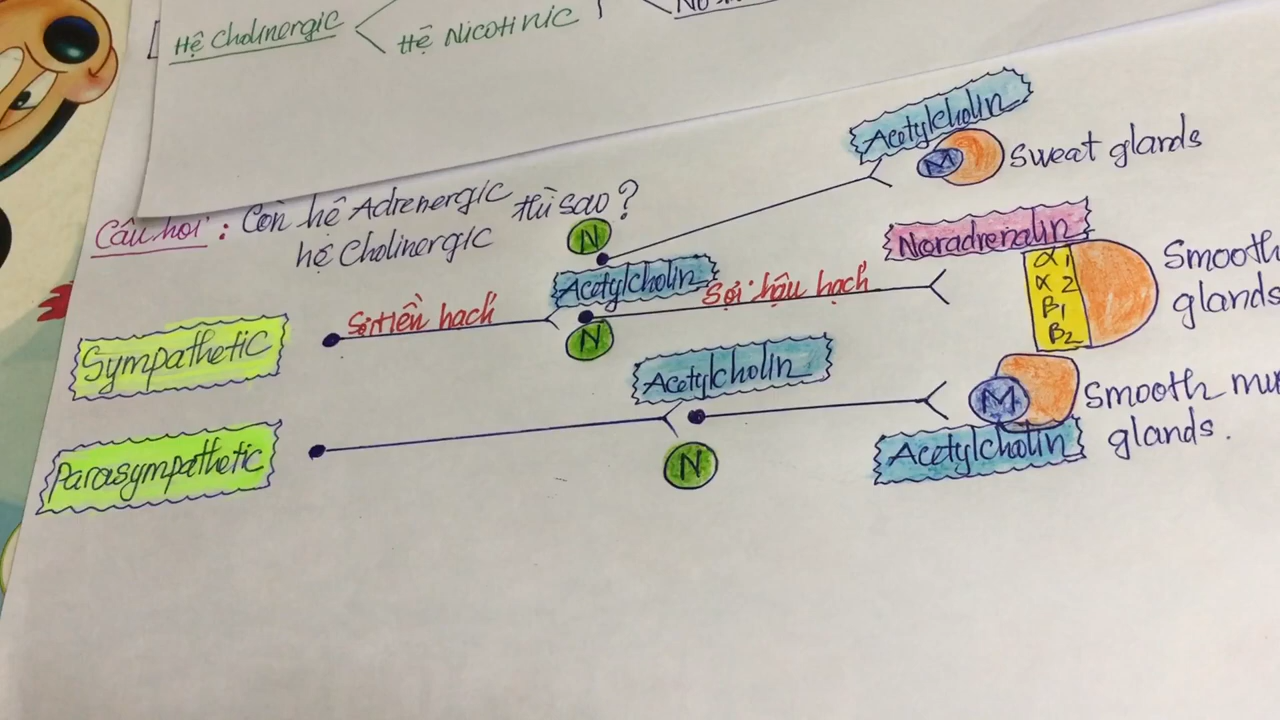 Hệ Cholinergic
Hệ Nicotinic
Câu hỏi: Còn hệ Adrenergic thì sao?
hệ Cholinergic
Acetylcholin
M
Sweat glands
N
Acetylcholin
Noradrenalin
Sợi tiền hạch
Sợi hậu hạch
N
α1
α2
β1
β2
Smooth
glands
Sympathetic
Acetylcholin
M
Smooth mu
glands.
Parasympathetic
N
Acetylcholin